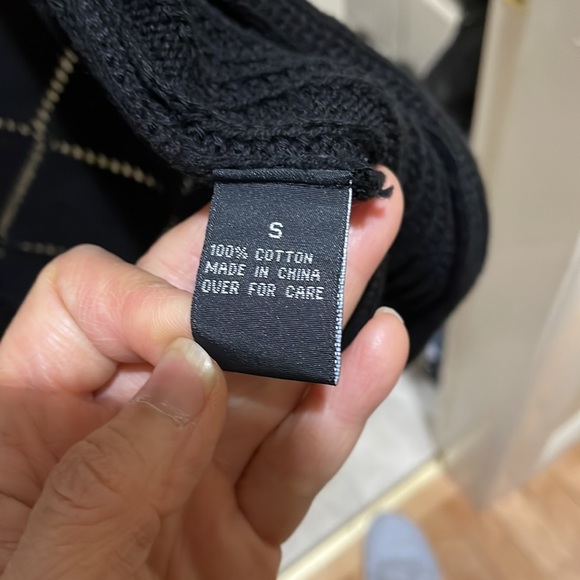 S
100% COTTON
MADE IN CHINA
OVER FOR CARE